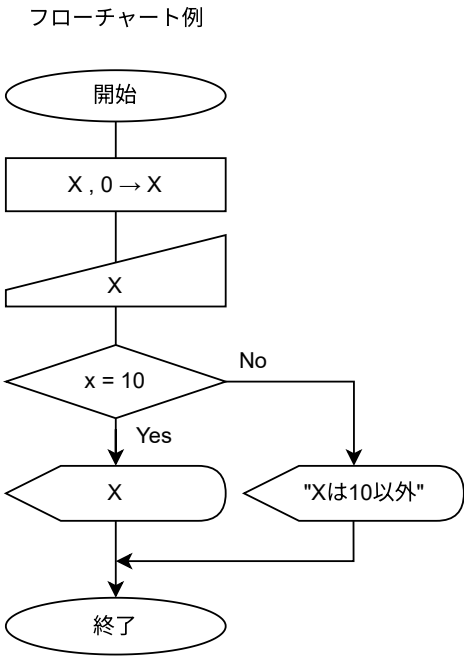 フローチャート例
開始
X , 0 → X
X
x = 10
No
Yes
X
"Xは10以外"
終了